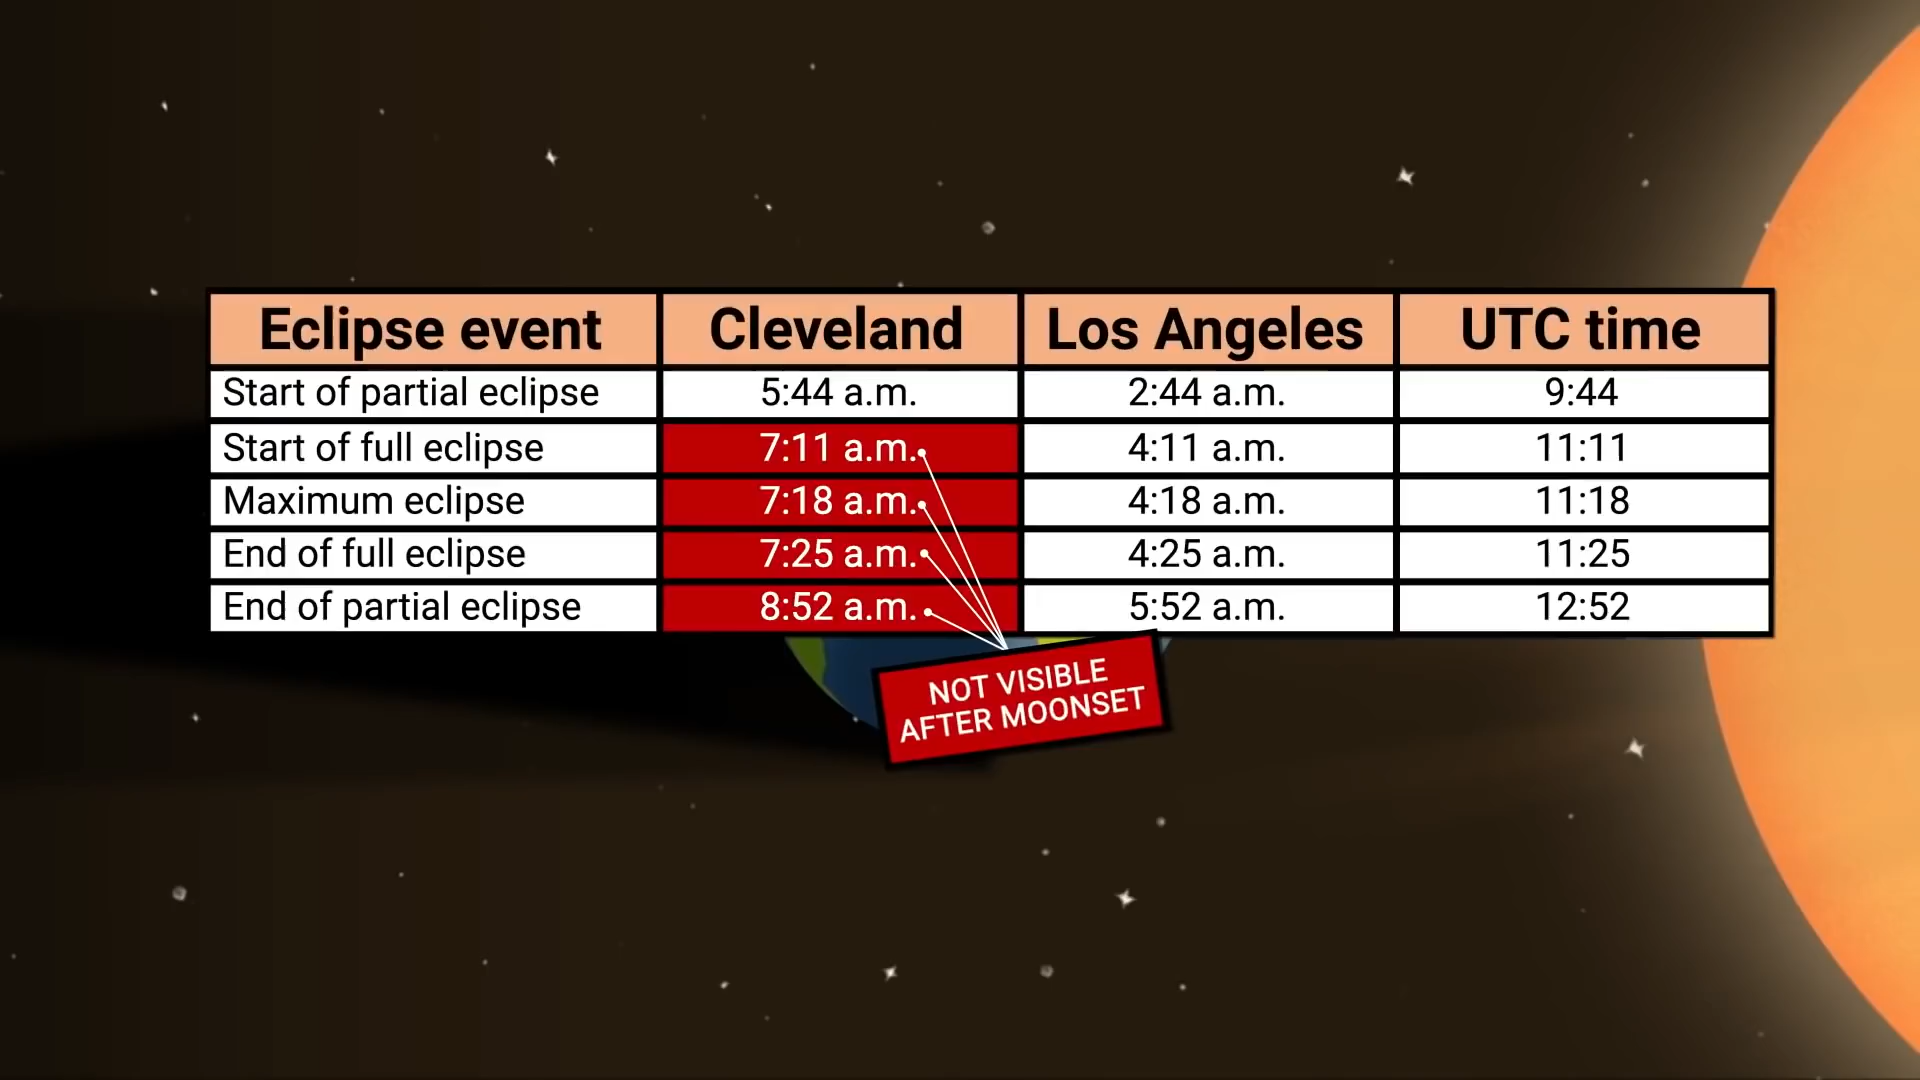 Eclipse event Cleveland Los Angeles UTC time
Start of partial eclipse 5:44 a.m. 2:44 a.m. 9:44
Start of full eclipse 7:11 a.m. 4:11 a.m. 11:11
Maximum eclipse 7:18 a.m. 4:18 a.m. 11:18
End of full eclipse 7:25 a.m. 4:25 a.m. 11:25
End of partial eclipse 8:52 a.m. 5:52 a.m. 12:52
NOT VISIBLE
AFTER MOONSET